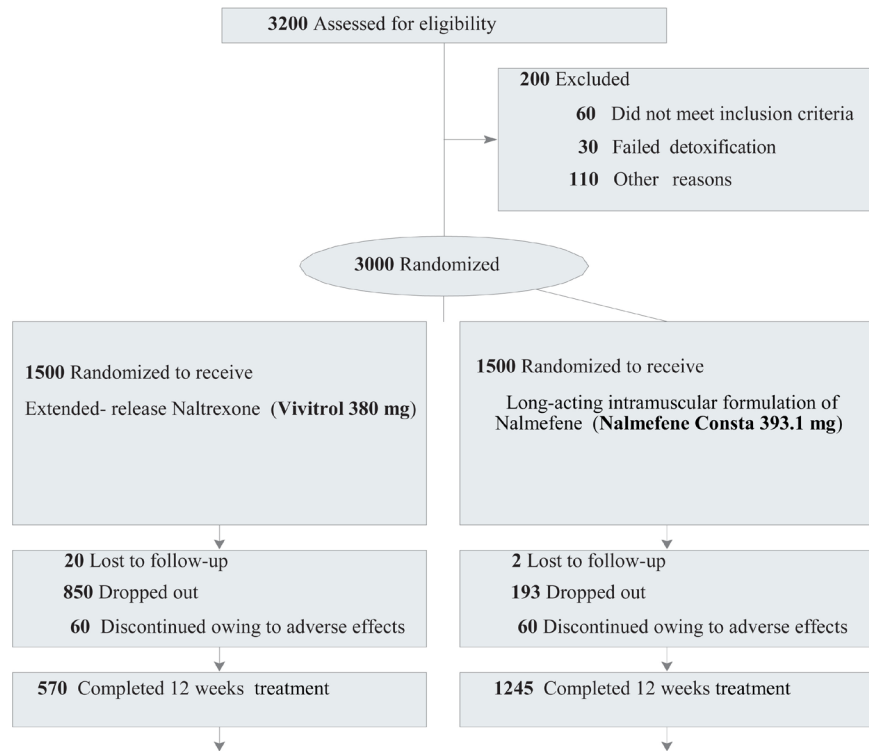 3200 Assessed for eligibility
200 Excluded
60 Did not meet inclusion criteria
30 Failed detoxification
110 Other reasons
3000 Randomized
1500 Randomized to receive
Extended- release Naltrexone (Vivitrol 380 mg)
1500 Randomized to receive
Long-acting intramuscular formulation of
Nalmefene (Nalmefene Consta 393.1 mg)
20 Lost to follow-up
850 Dropped out
60 Discontinued owing to adverse effects
2 Lost to follow-up
193 Dropped out
60 Discontinued owing to adverse effects
570 Completed 12 weeks treatment
1245 Completed 12 weeks treatment